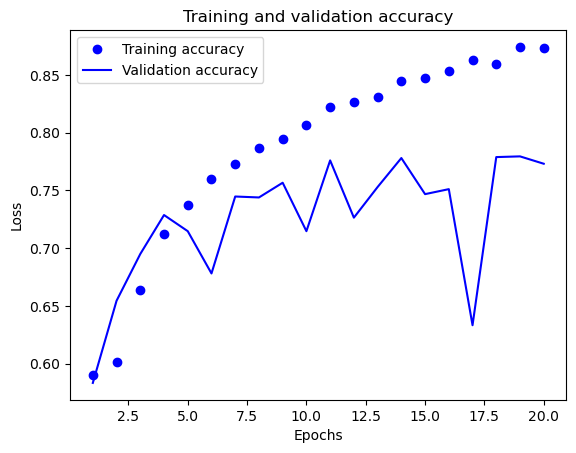 Training and validation accuracy
Training accuracy
Validation accuracy
Loss
0.85
0.80
0.75
0.70
0.65
0.60
2.5 5.0 7.5 10.0 12.5 15.0 17.5 20.0
Epochs